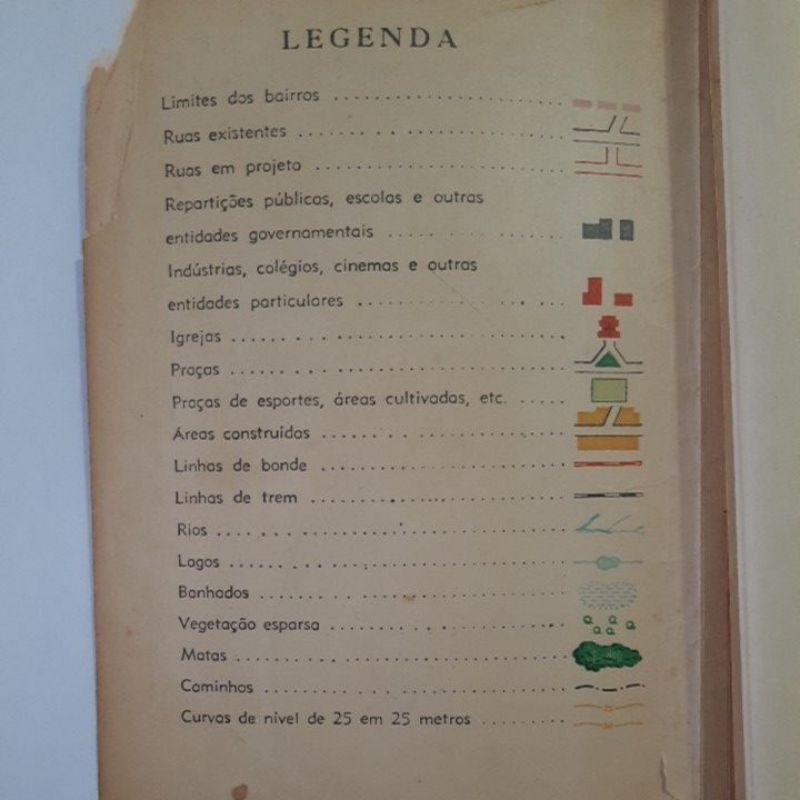 LEGENDA
Limites dos bairros
Ruas existentes
Ruas em projeto
Repartições públicas, escolas e outras
entidades governamentais
Indústrias, colégios, cinemas e outras
entidades particulares
Igrejas
Praças
Praças de esportes, áreas cultivadas, etc.
Áreas construídas
Linhas de bonde
Linhas de trem
Rios
Lagos
Banhados
Vegetação esparsa
Matas
Caminhos
Curvas de nível de 25 em 25 metros